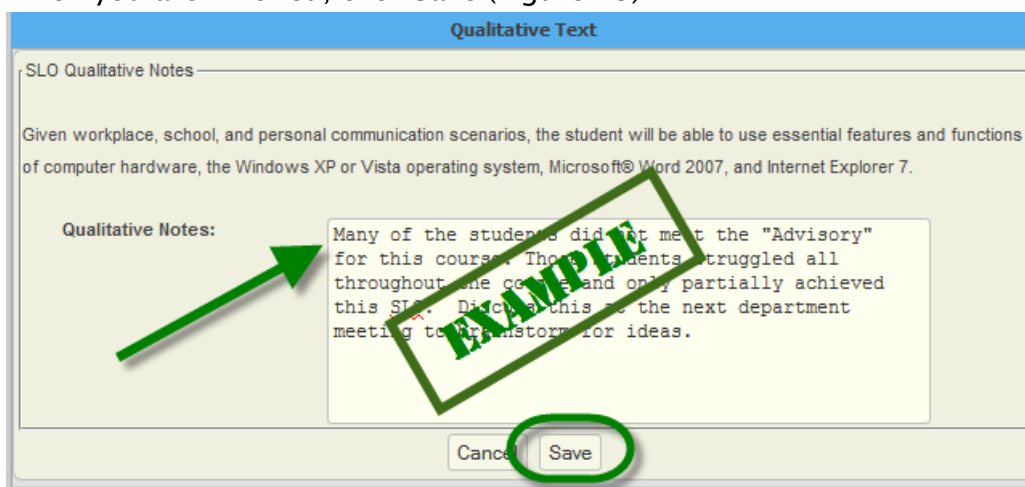 you are finished, click Save (Figure
Qualitative Text
SLO Qualitative Notes
Given workplace, school, and personal communication scenarios, the student will be able to use essential features and functions
of computer hardware, the Windows XP or Vista operating system, Microsoft® Word 2007, and Internet Explorer 7.
Qualitative Notes:
Many of the students did not meet the "Advisory"
for this course. Those students struggled all
throughout the course and only partially achieved
this SLO. Discuss this at the next department
meeting to brainstorm for ideas.
EXAMPLE
Cancel Save